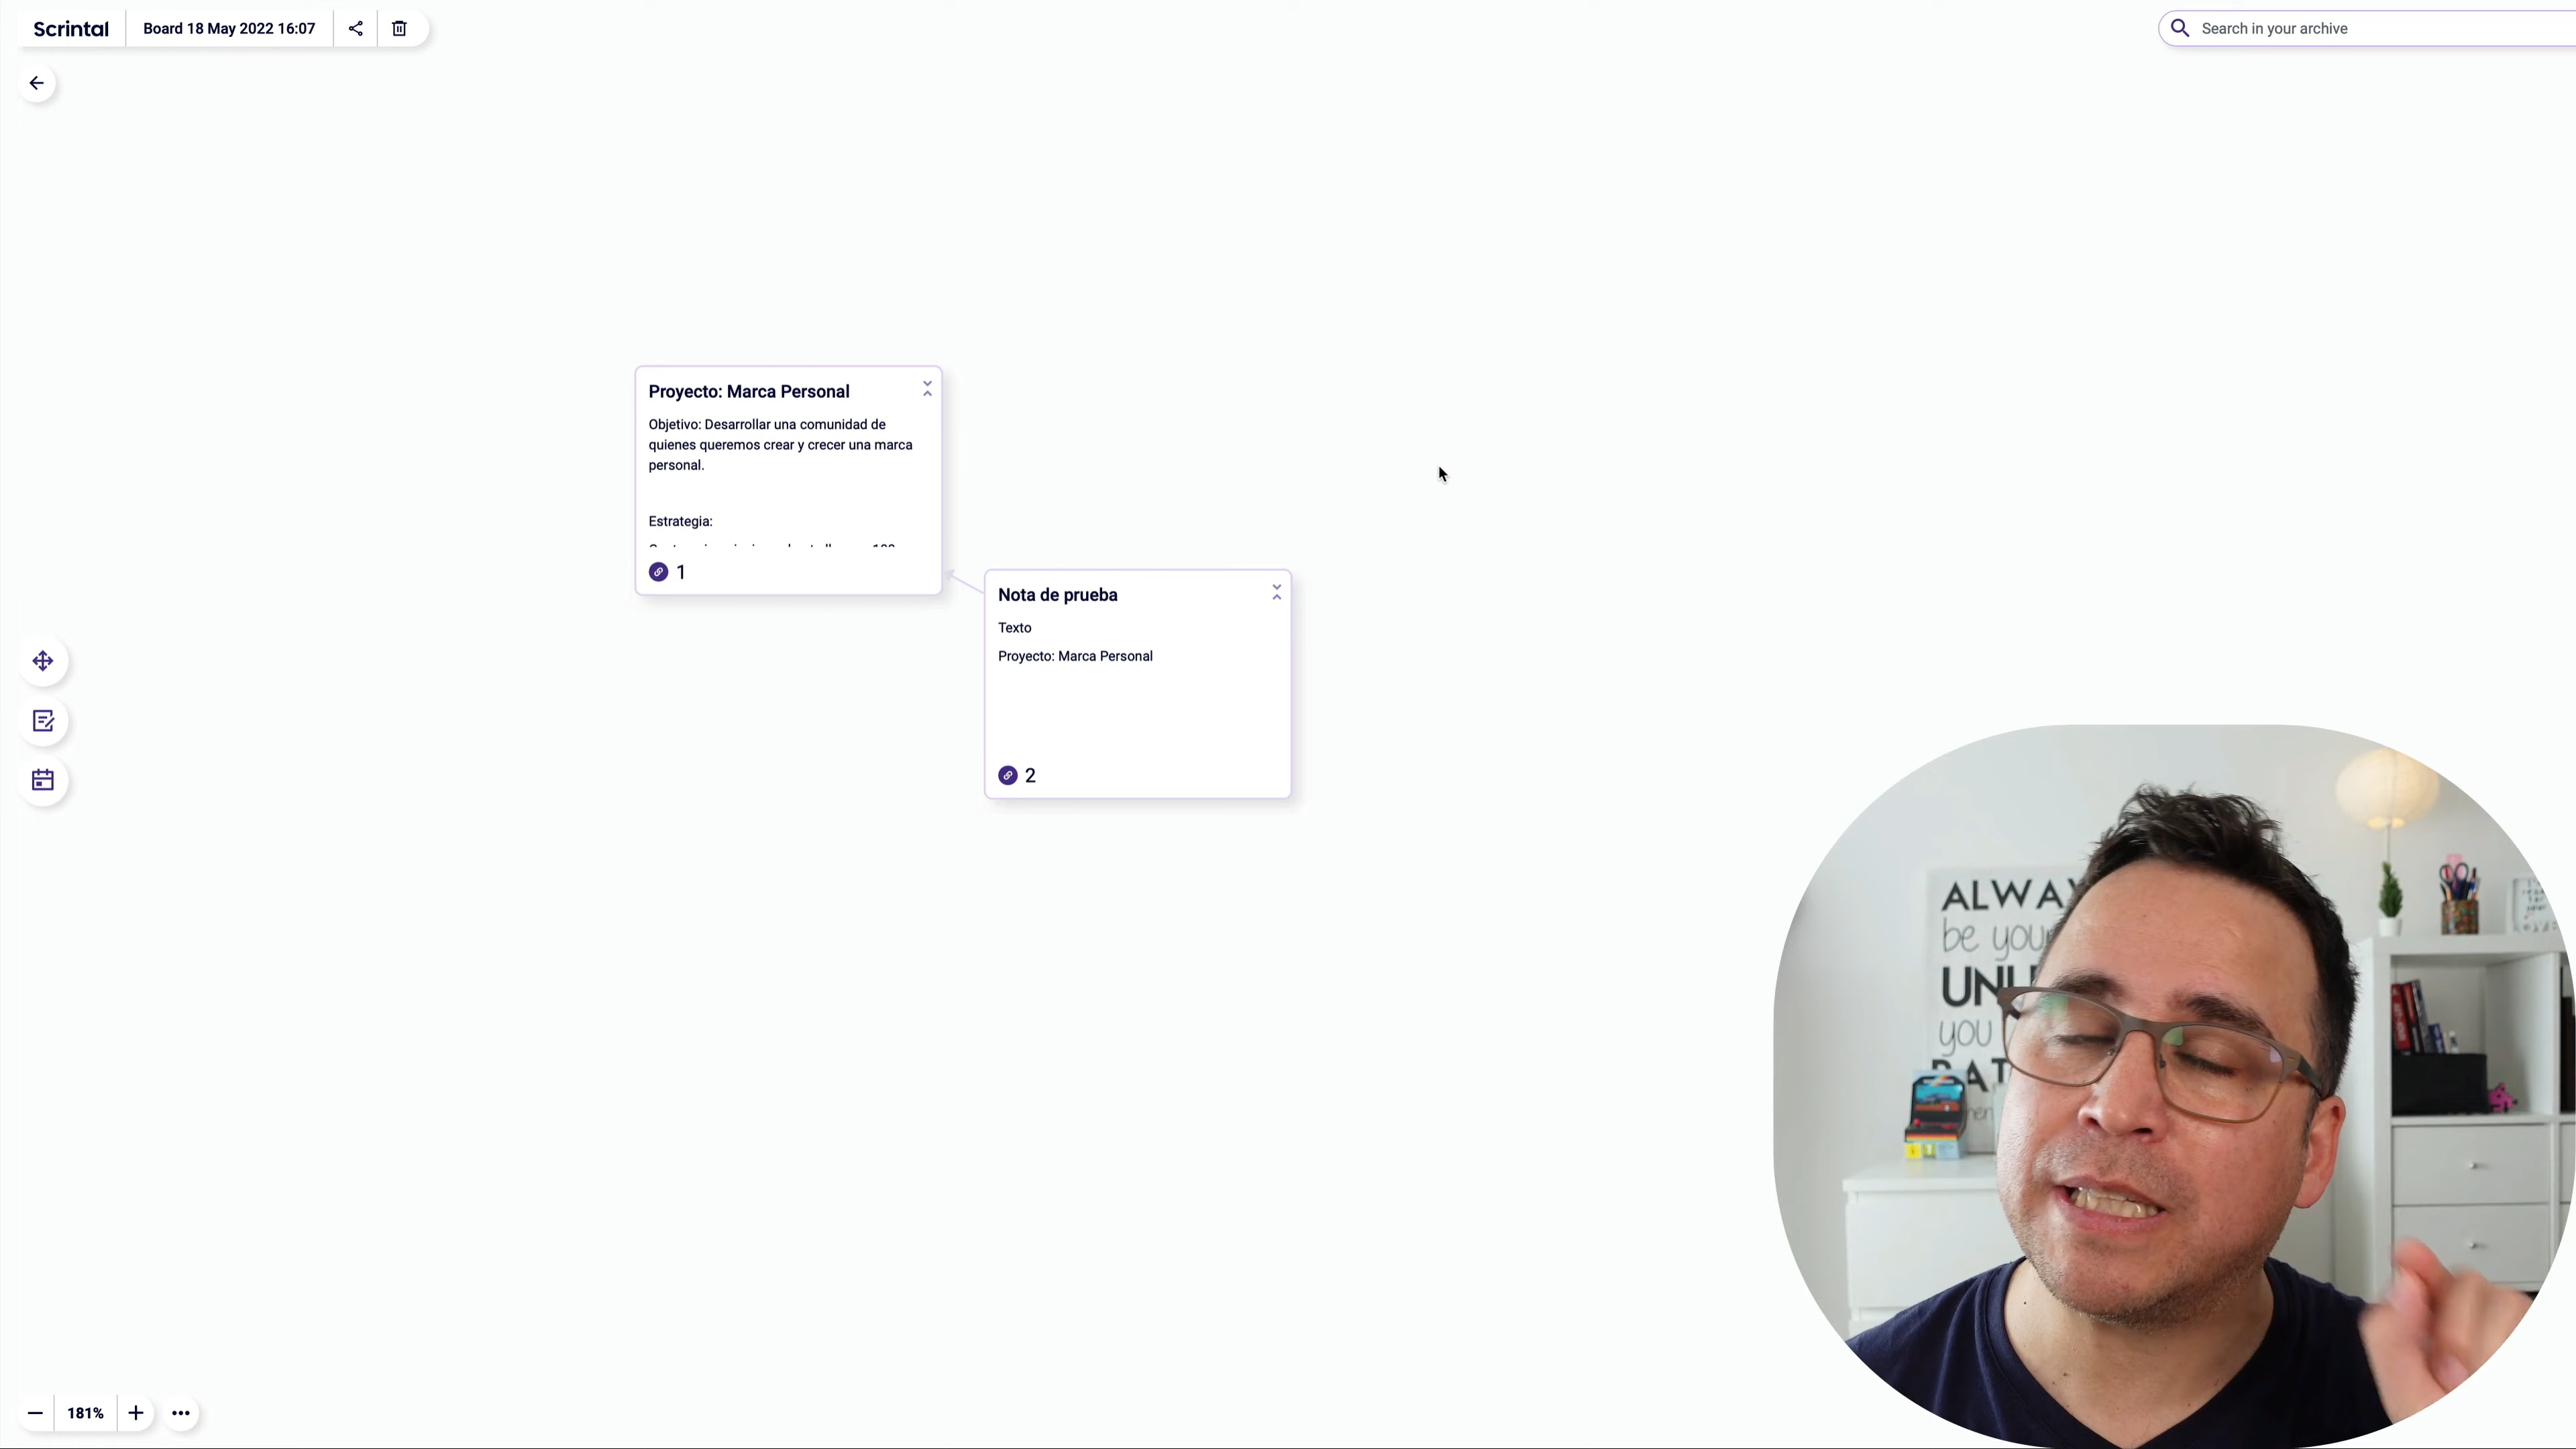 Scrintal
Board 18 May 2022 16:07
Search in your archive
Proyecto: Marca Personal
Objetivo: Desarrollar una comunidad de
quienes queremos crear y crecer una marca
personal.
Estrategia:
1
Nota de prueba
Texto
Proyecto: Marca Personal
2
ALWA
be you
UNL
you
181%